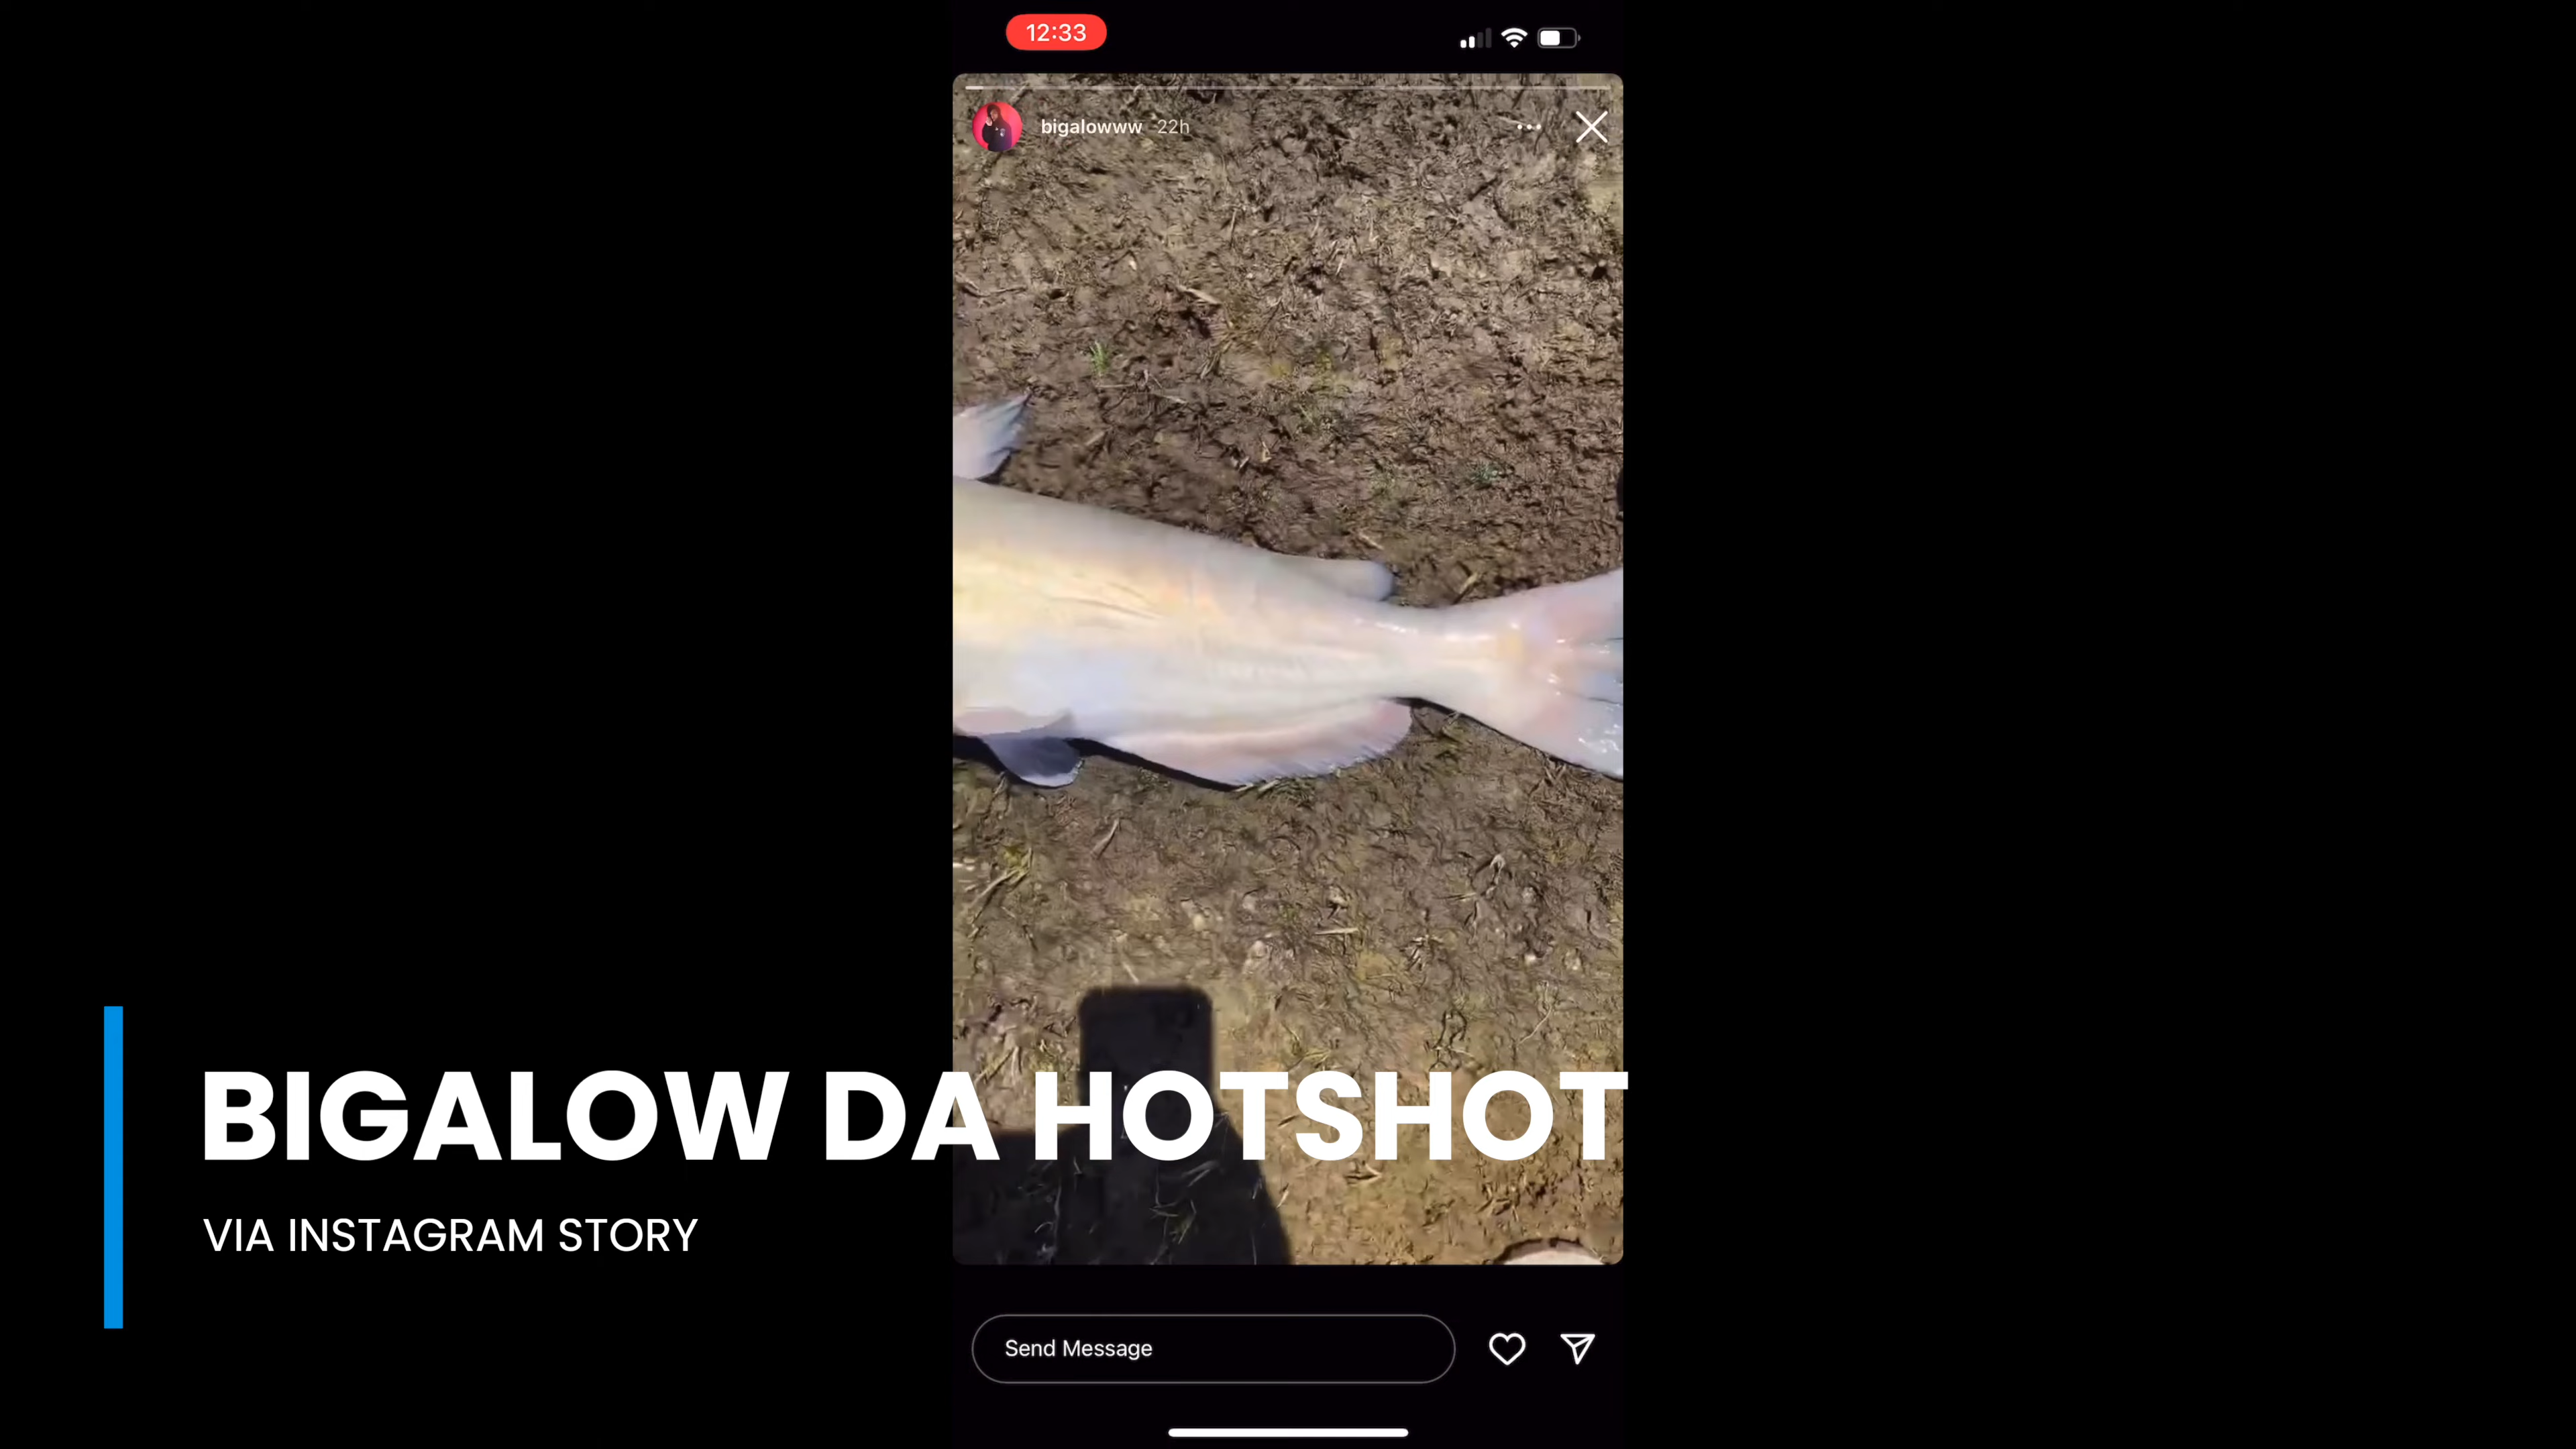 12:33
bigalowww 22h
BIGALOW DA HOTSHOT
VIA INSTAGRAM STORY
Send Message